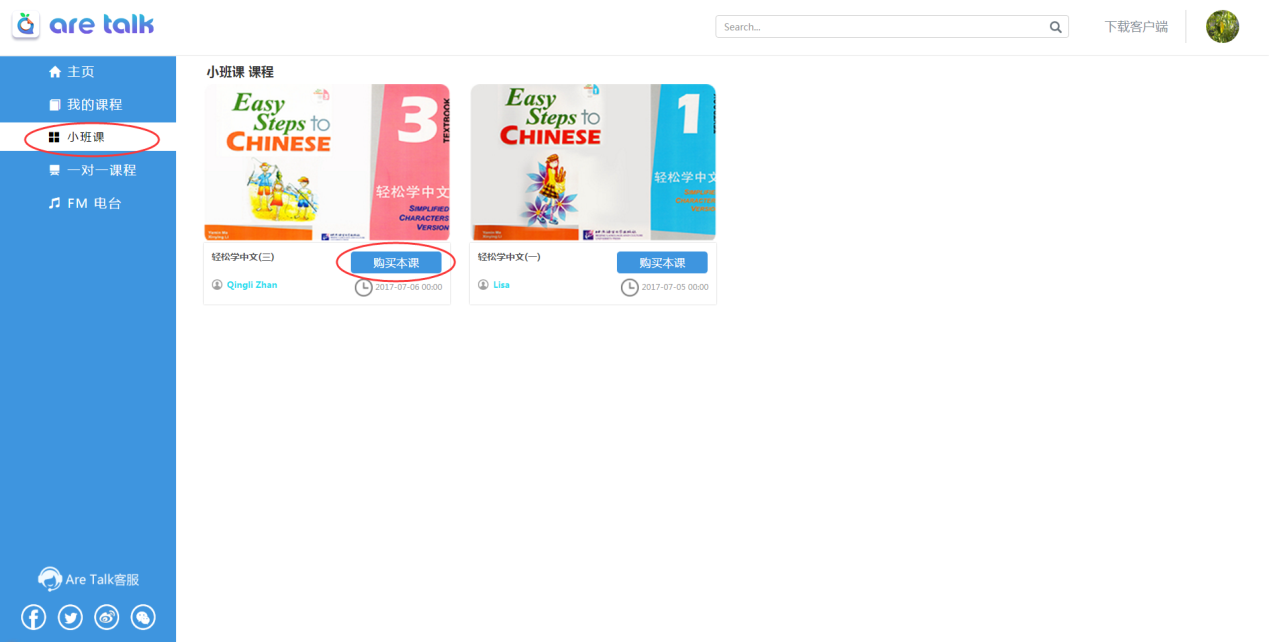 are talk
Search...
下载客户端
主页
我的课程
小班课
一对一课程
FM 电台
小班课 课程
Easy
Steps to
CHINESE
3
TEXTBOOK
轻松学中文
SIMPLIFIED
CHARACTERS
VERSION
轻松学中文(三)
购买本课
Qingli Zhan
2017-07-06 00:00
Easy
Steps to
CHINESE
1
轻松学中文
SIMPLIFIED
CHARACTERS
VERSION
轻松学中文(一)
购买本课
Lisa
2017-07-05 00:00
Are Talk客服